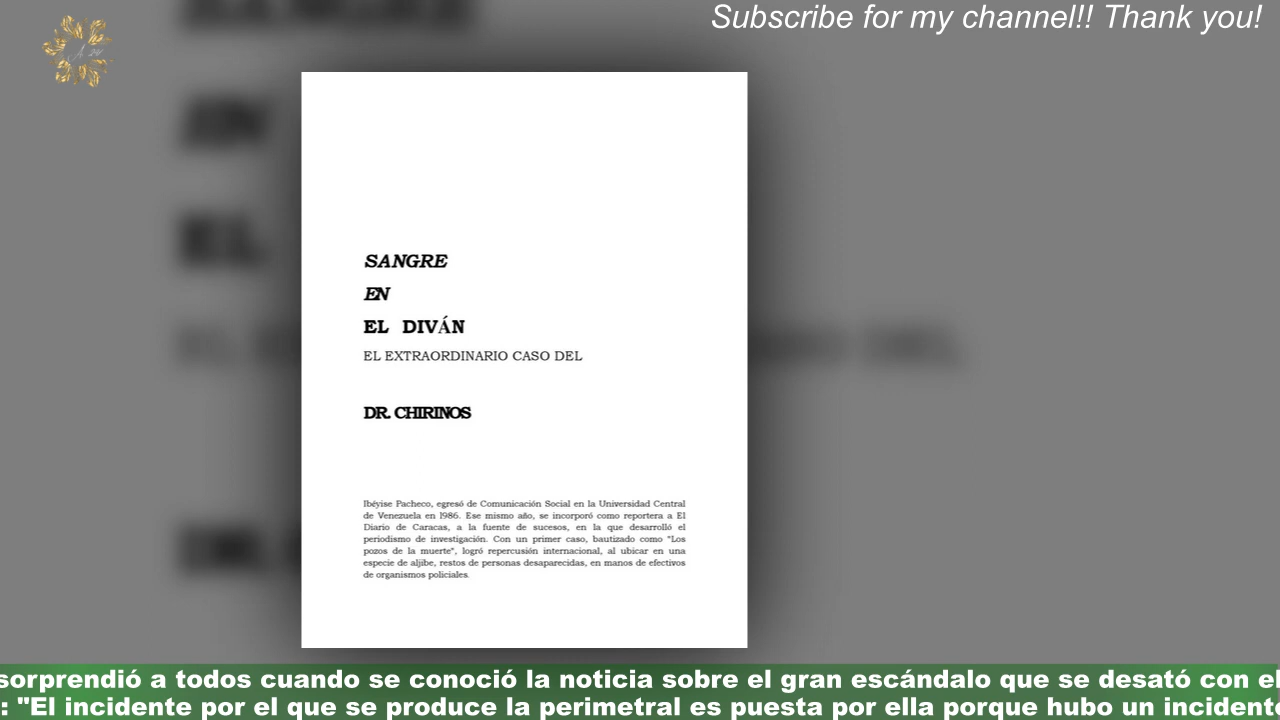 Subscribe for my channel!! Thank you!
SANGRE
EN
EL DIVÁN
EL EXTRAORDINARIO CASO DEL
DR. CHIRINOS
Ibéyise Pacheco, egresó de Comunicación Social en la Universidad Central
de Venezuela en 1986. Ese mismo año, se incorporó como reportera a El
Diario de Caracas, a la fuente de sucesos, en la que desarrolló el
periodismo de investigación. Con un primer caso, bautizado como "Los
pozos de la muerte", logró repercusión internacional, al ubicar en una
especie de aljibe, restos de personas desaparecidas, en manos de efectivos
de organismos policiales.
sorprendió a todos cuando se conoció la noticia sobre el gran escándalo que se desató con el
: "El incidente por el que se produce la perimetral es puesta por ella porque hubo un incidente